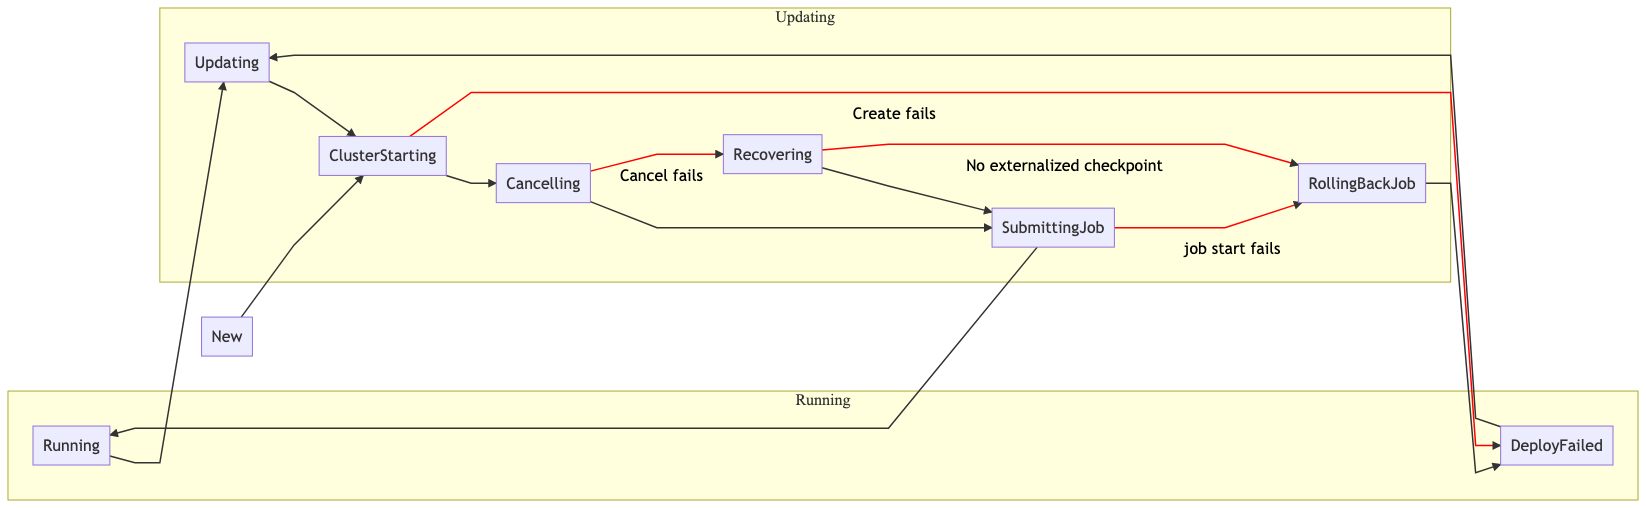 Updating
Updating
Create fails
ClusterStarting
Recovering
Cancel fails
No externalized checkpoint
Cancelling
RollingBackJob
SubmittingJob
job start fails
New
Running
Running
DeployFailed